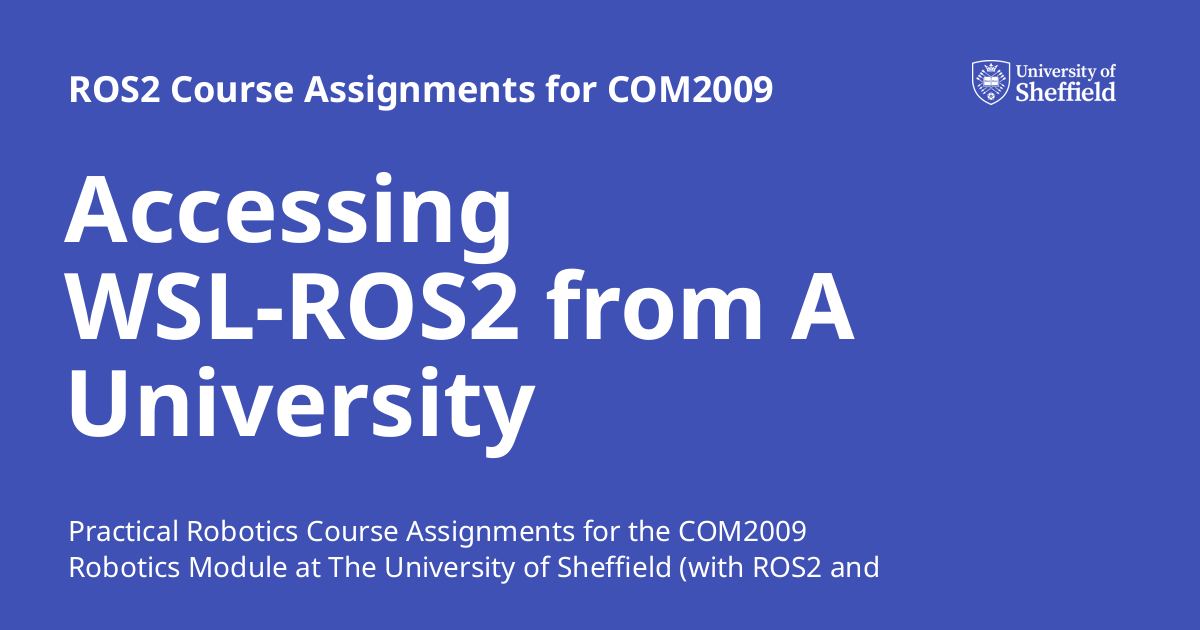 ROS2 Course Assignments for COM2009
University of
Sheffield
Accessing
WSL-ROS2 from A
University
Practical Robotics Course Assignments for the COM2009
Robotics Module at The University of Sheffield (with ROS2 and